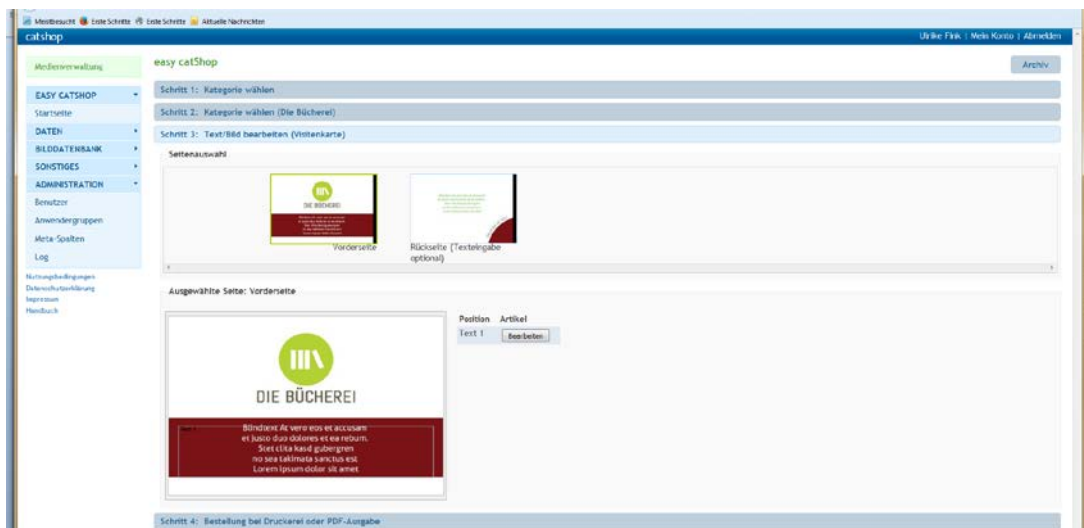 Meistbesucht Erste Schritte Erste Schritte Aktuelle Nachrichten
catshop
Ulrike Fink | Mein Konto | Abmelden
Medienverwaltung
easy catShop
Archiv
EASY CATSHOP
Startseite
DATEN
BILDDATENBANK
SONSTIGES
ADMINISTRATION
Benutzer
Anwendergruppen
Meta-Spalten
Log
Nutzungsbedingungen
Datenschutzerklärung
Impressum
Handbuch
Schritt 1: Kategorie wählen
Schritt 2: Kategorie wählen (Die Bücherei)
Schritt 3: Text/Bild bearbeiten (Visitenkarte)
Seitenauswahl
DIE BÜCHEREI
Vorderseite
Rückseite (Texteingabe
optional)
Ausgewählte Seite: Vorderseite
DIE BÜCHEREI
Blindtext At vero eos et accusam
et justo duo dolores et ea rebum.
Stet clita kasd gubergren
no sea takimata sanctus est
Lorem ipsum dolor sit amet
Position Artikel
Text 1 Bearbeiten
Schritt 4: Bestellung bei Druckerei oder PDF-Ausgabe